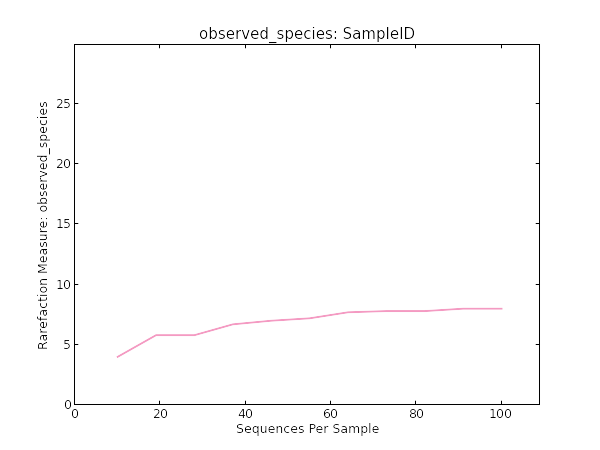 observed_species: SampleID
Rarefaction Measure: observed_species
25
20
15
10
5
0
0 20 40 60 80 100
Sequences Per Sample